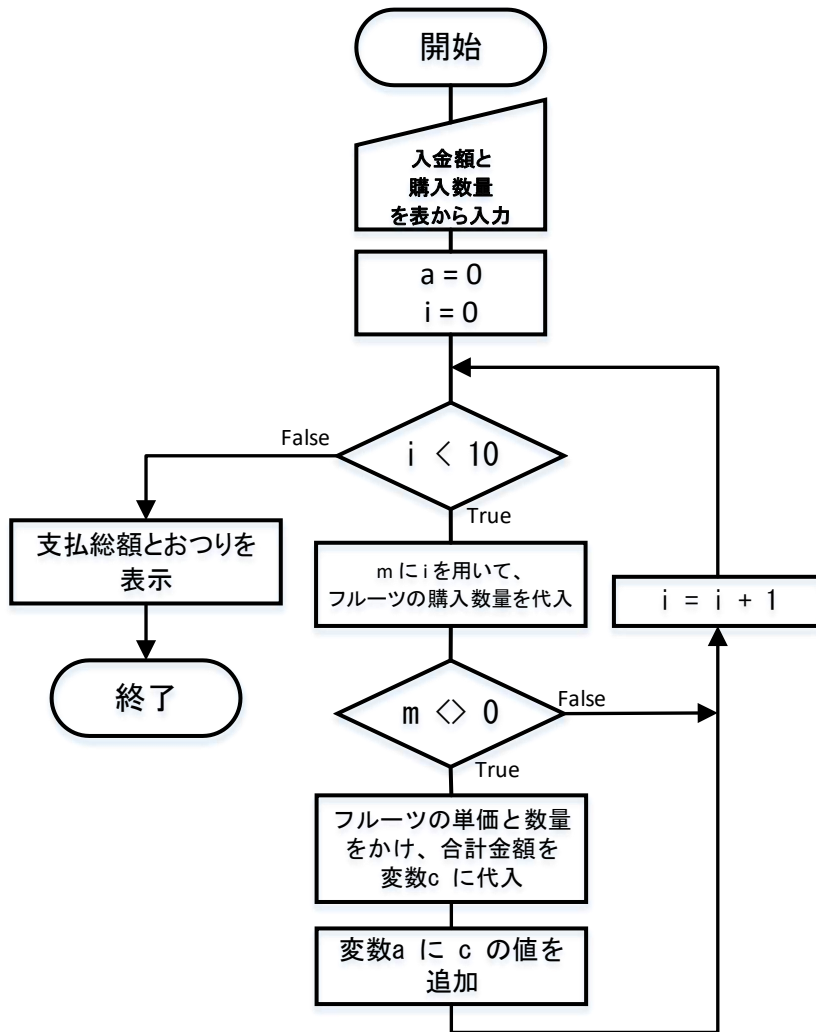 開始
入金額と
購入数量
を表から入力
a = 0
i = 0
i < 10
False
True
支払総額とおつりを
表示
終了
m に i を用いて、
フルーツの購入数量を代入
i = i + 1
m <> 0
False
True
フルーツの単価と数量
をかけ、合計金額を
変数c に代入
変数a に c の値を
追加